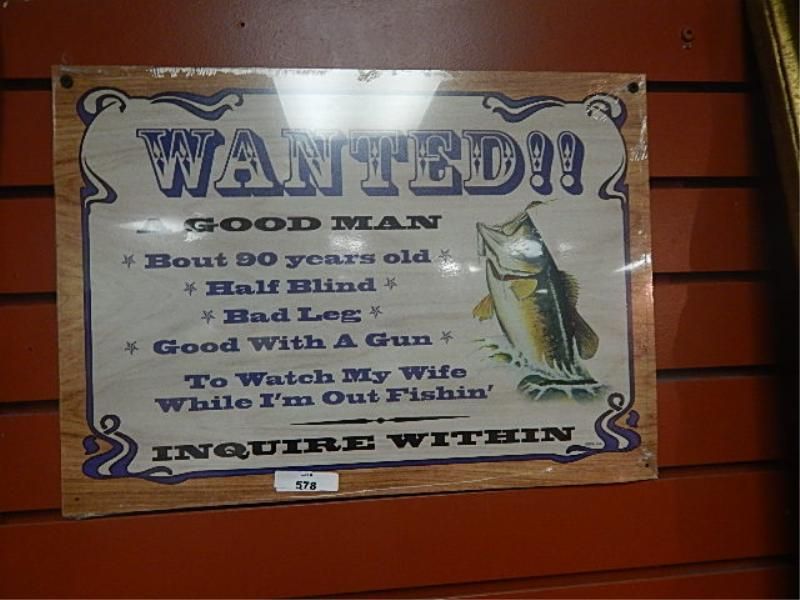 WANTED!!
A GOOD MAN
Bout 90 years old
Half Blind
Bad Leg
Good With A Gun
To Watch My Wife
While I'm Out Fishin'
INQUIRE WITHIN
578